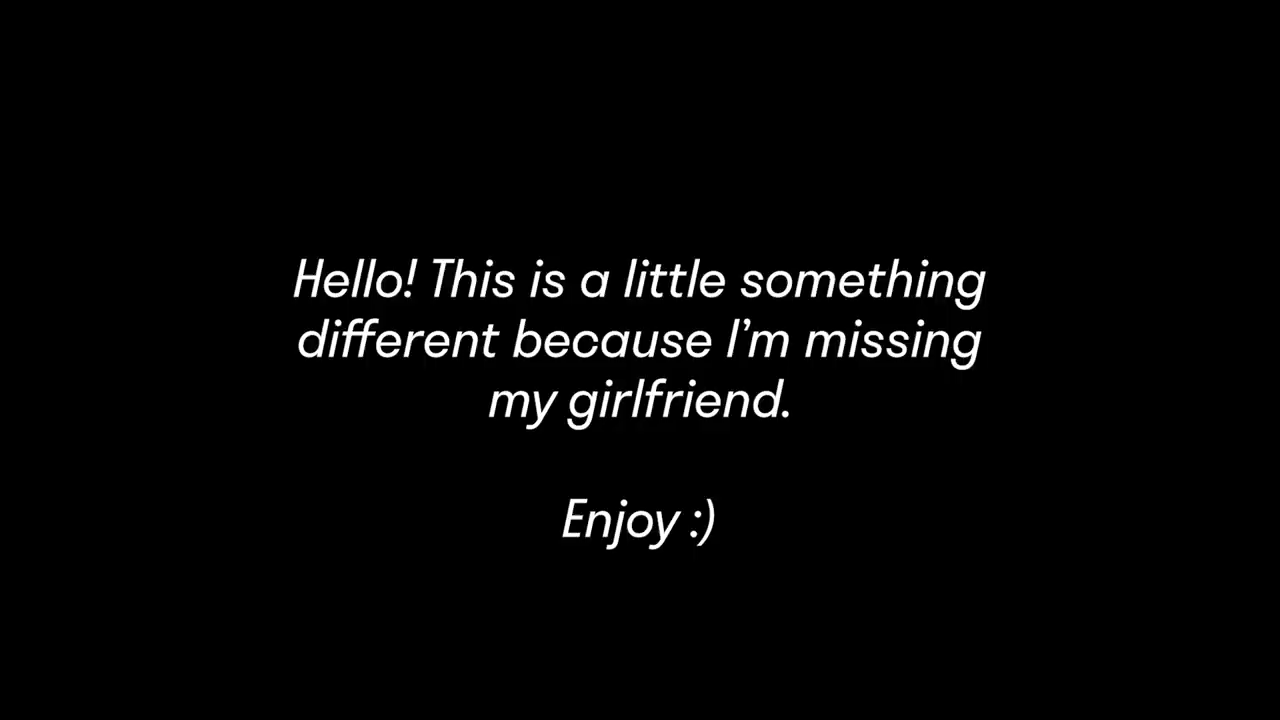 Hello! This is a little something
different because I'm missing
my girlfriend.
Enjoy :)